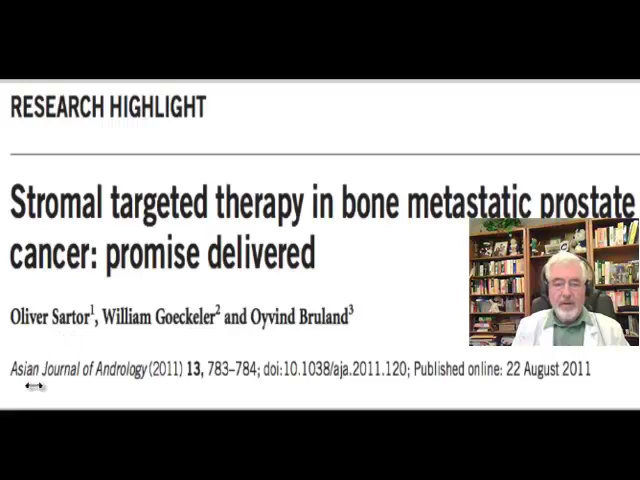 RESEARCH HIGHLIGHT
Stromal targeted therapy in bone metastatic prostate
cancer: promise delivered
Oliver Sartor¹, William Goeckeler² and Oyvind Bruland³
Asian Journal of Andrology (2011) 13, 783–784; doi:10.1038/aja.2011.120; Published online: 22 August 2011